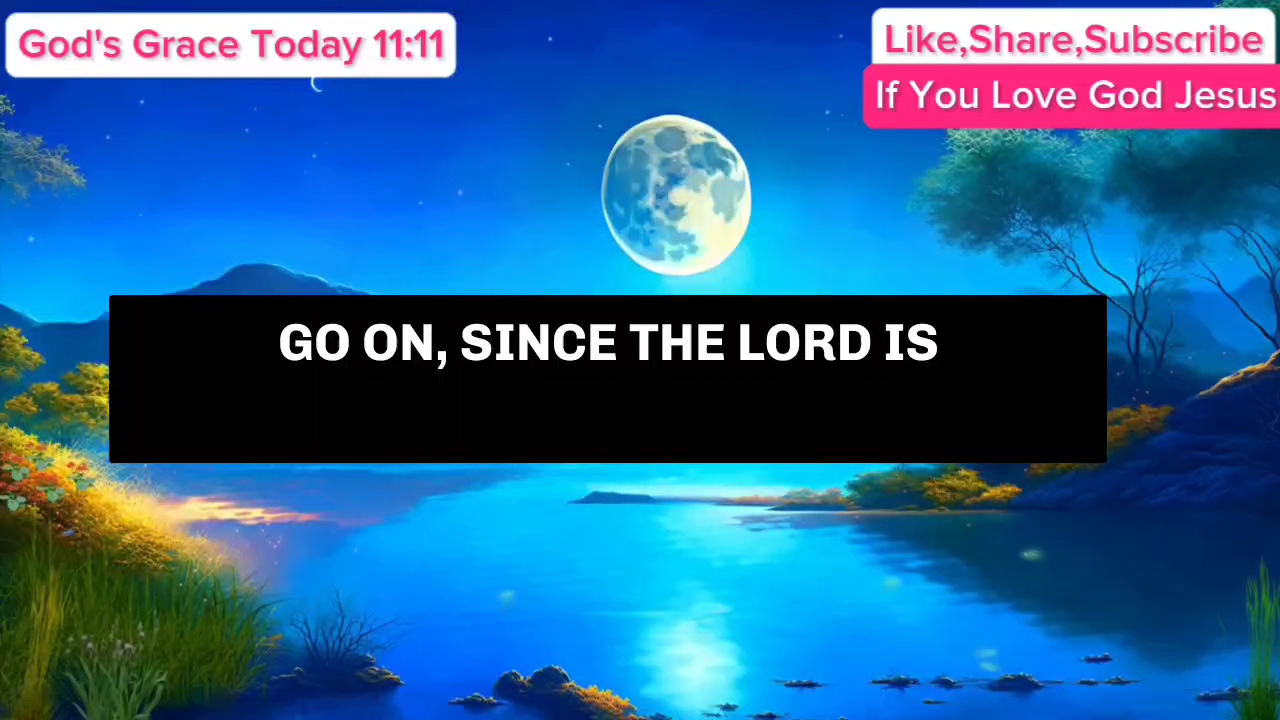 God's Grace Today 11:11
Like,Share,Subscribe
If You Love God Jesus
GO ON, SINCE THE LORD IS